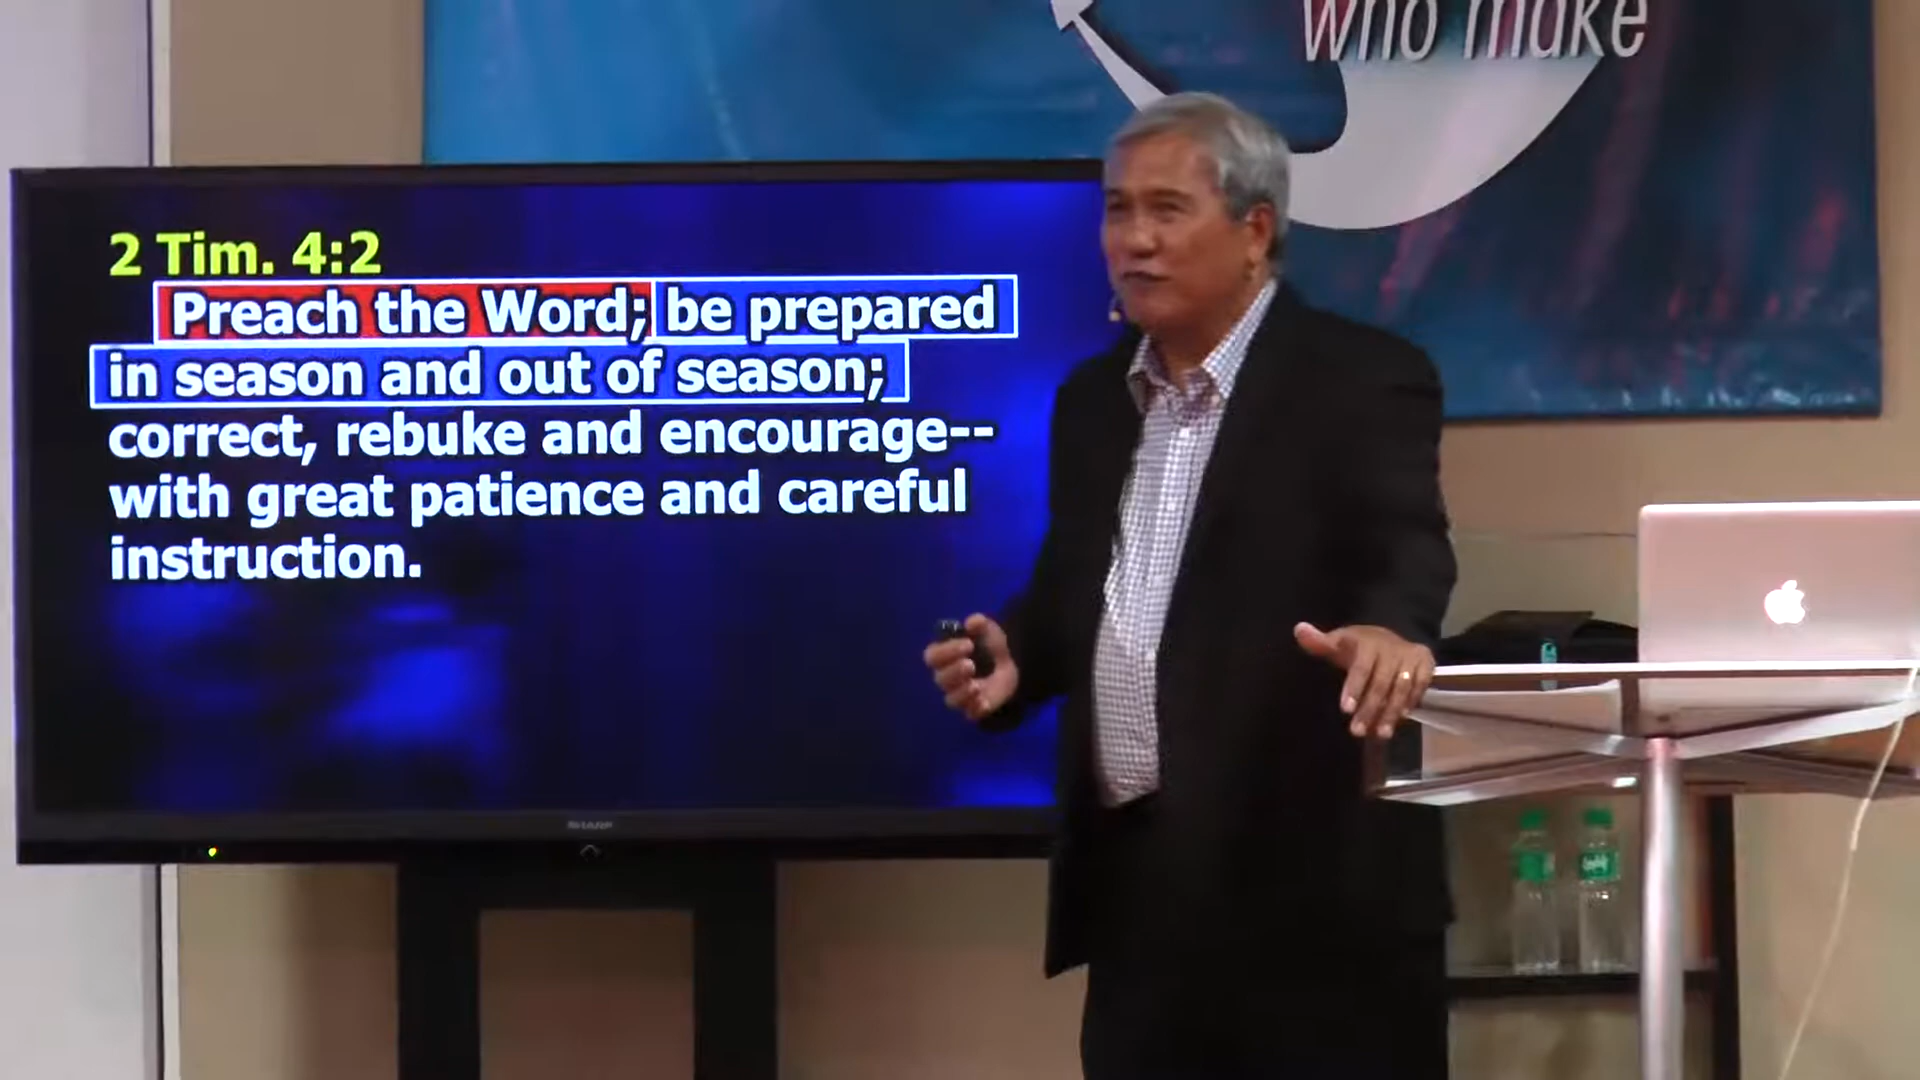 who make
2 Tim. 4:2
Preach the Word; be prepared
in season and out of season;
correct, rebuke and encourage--
with great patience and careful
instruction.
SHARP